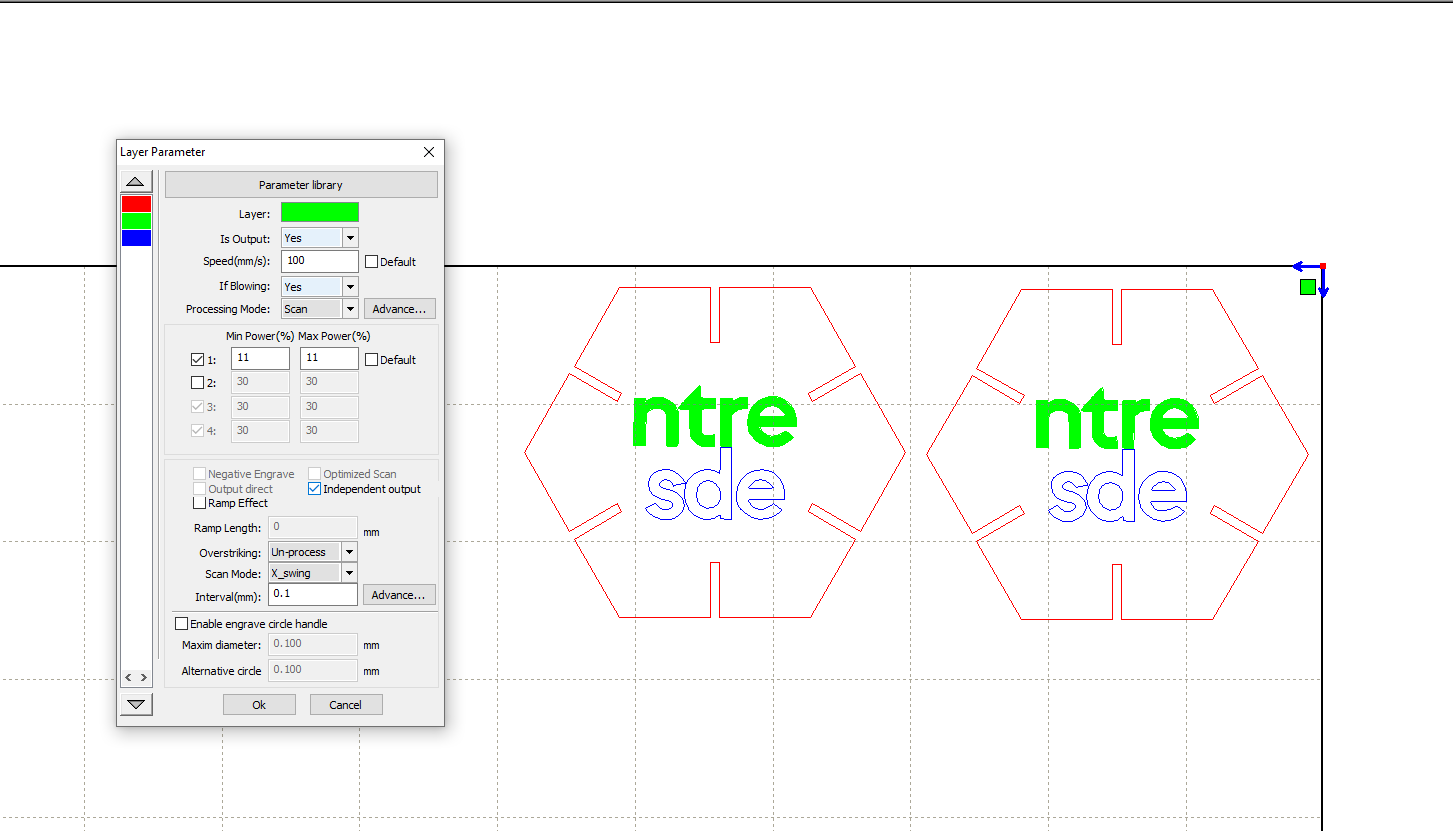 Layer Parameter
Parameter library
Layer:
Is Output: Yes
Speed(mm/s): 100 Default
If Blowing: Yes
Processing Mode: Scan Advance...
Min Power(%) Max Power(%)
1: 11 11 Default
2: 30 30
3: 30 30
4: 30 30
Negative Engrave Optimized Scan
Output direct Independent output
Ramp Effect
Ramp Length: 0 mm
Overstriking: Un-process
Scan Mode: X_swing
Interval(mm): 0.1 Advance...
Enable engrave circle handle
Maxim diameter: 0.100 mm
Alternative circle 0.100 mm
Ok Cancel
ntre
sde
ntre
sde